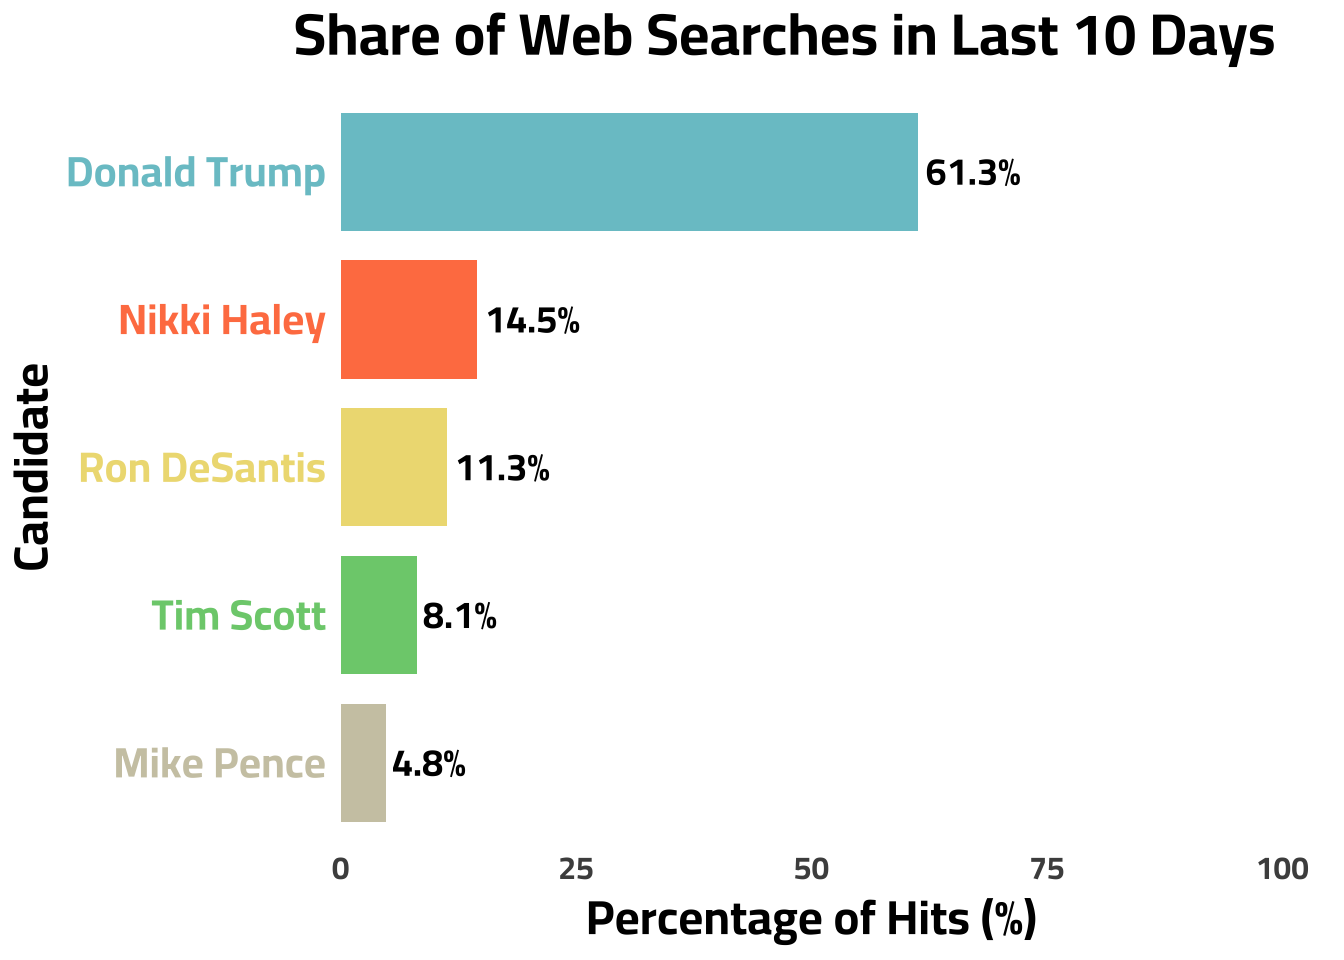 Share of Web Searches in Last 10 Days
Donald Trump 61.3%
Nikki Haley 14.5%
Ron DeSantis 11.3%
Tim Scott 8.1%
Mike Pence 4.8%
Candidate
0 25 50 75 100
Percentage of Hits (%)